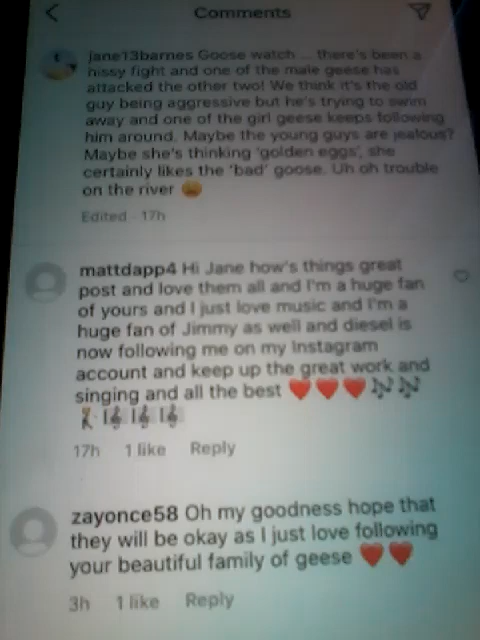 Comments
jane13barnes Goose watch ... there's been a
hissy fight and one of the male geese has
attacked the other two! We think it's the old
guy being aggressive but he's trying to swim
away and one of the girl geese keeps following
him around. Maybe the young guys are jealous?
Maybe she's thinking 'golden eggs', she
certainly likes the 'bad' goose. Uh oh trouble
on the river 😩
Edited · 17h
mattdapp4 Hi Jane how's things great
post and love them all and I'm a huge fan
of yours and I just love music and I'm a
huge fan of Jimmy as well and diesel is
now following me on my Instagram
account and keep up the great work and
singing and all the best ❤️❤️❤️🎶🎶
17h 1 like Reply
zayonce58 Oh my goodness hope that
they will be okay as I just love following
your beautiful family of geese ❤️❤️
3h 1 like Reply